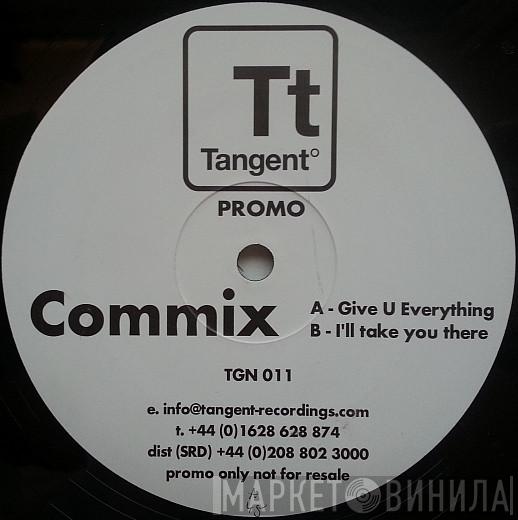 Tt
Tangent°
PROMO
Commix
A - Give U Everything
B - I'll take you there
TGN 011
e. info@tangent-recordings.com
t. +44 (0)1628 628 874
dist (SRD) +44 (0)208 802 3000
promo only not for resale
МАРКЕТ ВИНИЛА